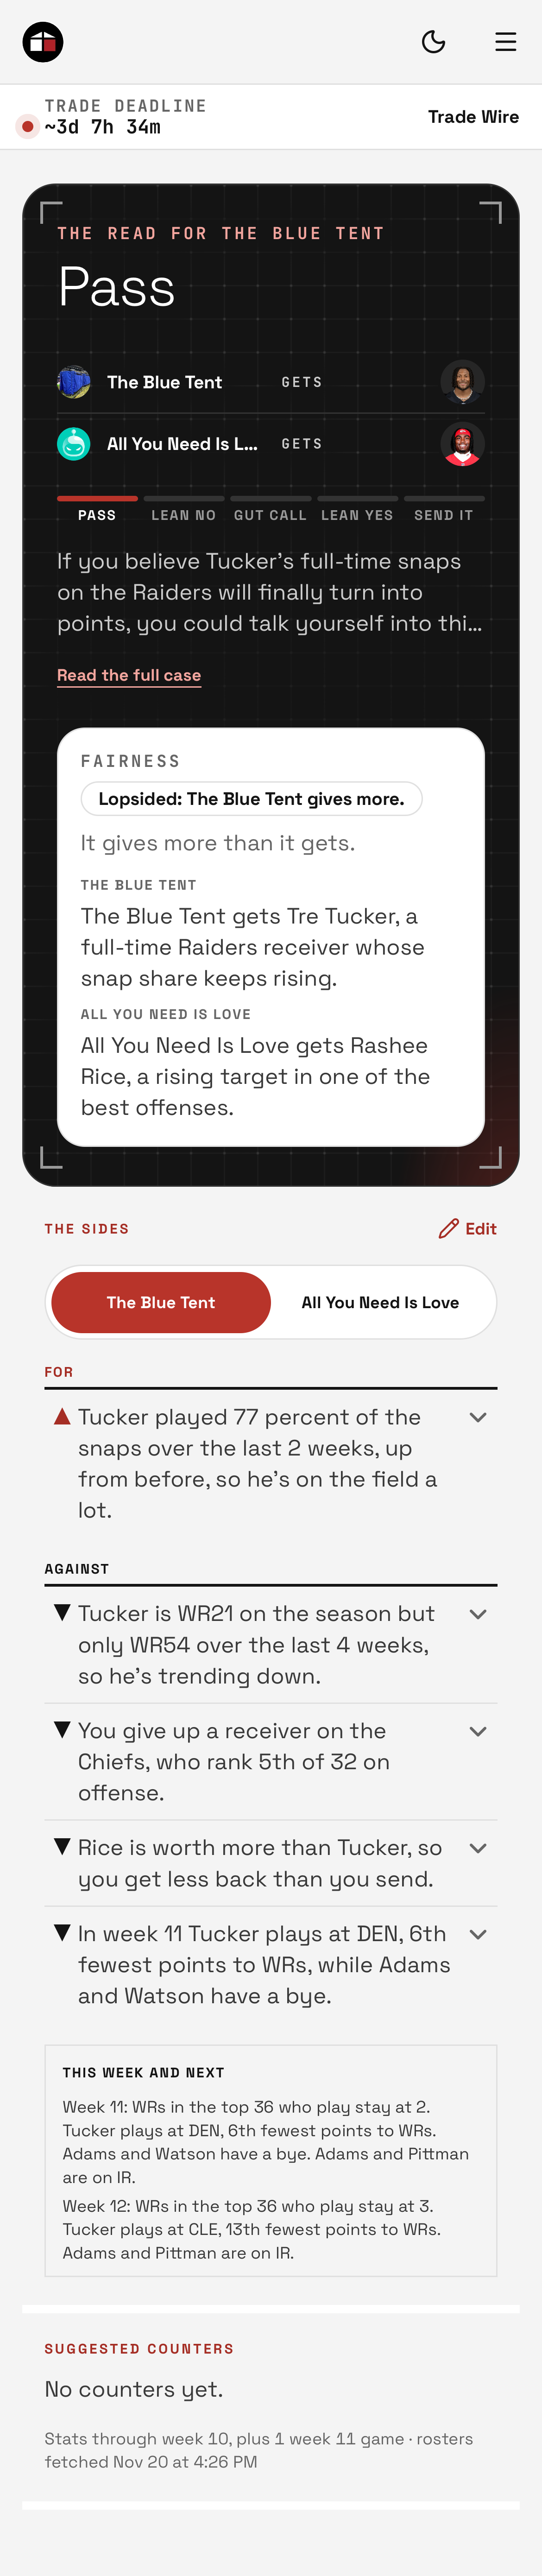 TRADE DEADLINE
~3d 7h 34m
Trade Wire
THE READ FOR THE BLUE TENT
Pass
The Blue Tent GETS
All You Need Is L... GETS
PASS LEAN NO GUT CALL LEAN YES SEND IT
If you believe Tucker's full-time snaps
on the Raiders will finally turn into
points, you could talk yourself into thi...
Read the full case
FAIRNESS
Lopsided: The Blue Tent gives more.
It gives more than it gets.
THE BLUE TENT
The Blue Tent gets Tre Tucker, a
full-time Raiders receiver whose
snap share keeps rising.
ALL YOU NEED IS LOVE
All You Need Is Love gets Rashee
Rice, a rising target in one of the
best offenses.
THE SIDES
Edit
The Blue Tent
All You Need Is Love
FOR
▲ Tucker played 77 percent of the
snaps over the last 2 weeks, up
from before, so he's on the field a
lot.
AGAINST
▼ Tucker is WR21 on the season but
only WR54 over the last 4 weeks,
so he's trending down.
▼ You give up a receiver on the
Chiefs, who rank 5th of 32 on
offense.
▼ Rice is worth more than Tucker, so
you get less back than you send.
▼ In week 11 Tucker plays at DEN, 6th
fewest points to WRs, while Adams
and Watson have a bye.
THIS WEEK AND NEXT
Week 11: WRs in the top 36 who play stay at 2.
Tucker plays at DEN, 6th fewest points to WRs.
Adams and Watson have a bye. Adams and Pittman
are on IR.
Week 12: WRs in the top 36 who play stay at 3.
Tucker plays at CLE, 13th fewest points to WRs.
Adams and Pittman are on IR.
SUGGESTED COUNTERS
No counters yet.
Stats through week 10, plus 1 week 11 game · rosters
fetched Nov 20 at 4:26 PM